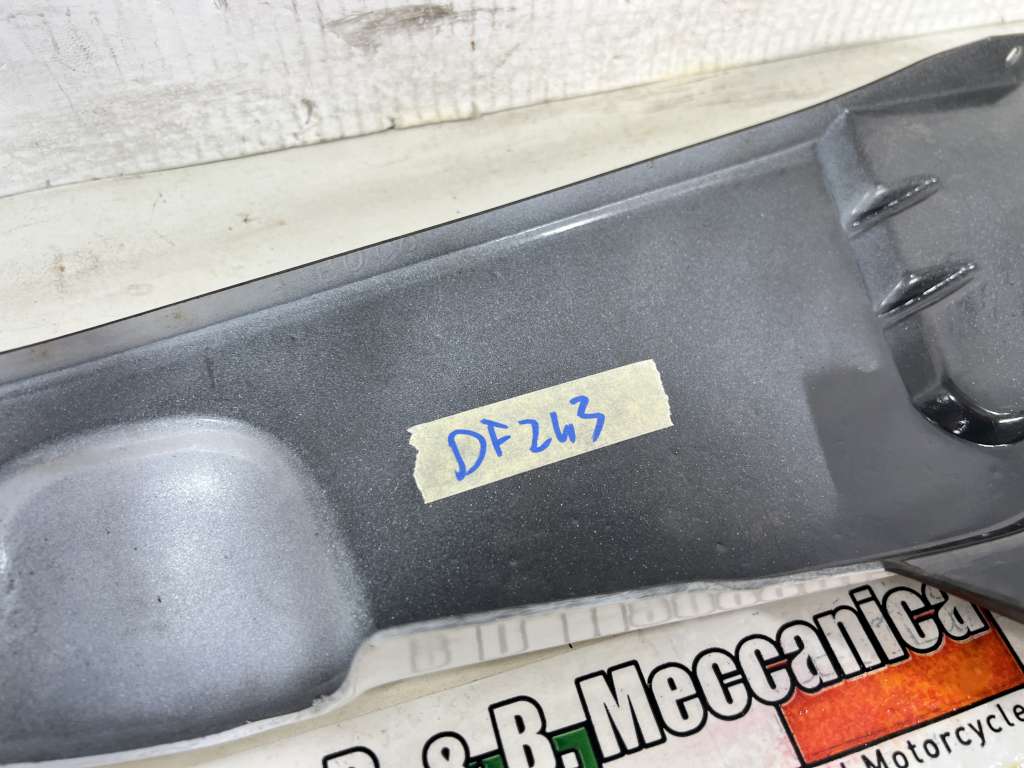 DF243
& B. Meccanica
Motorcycle